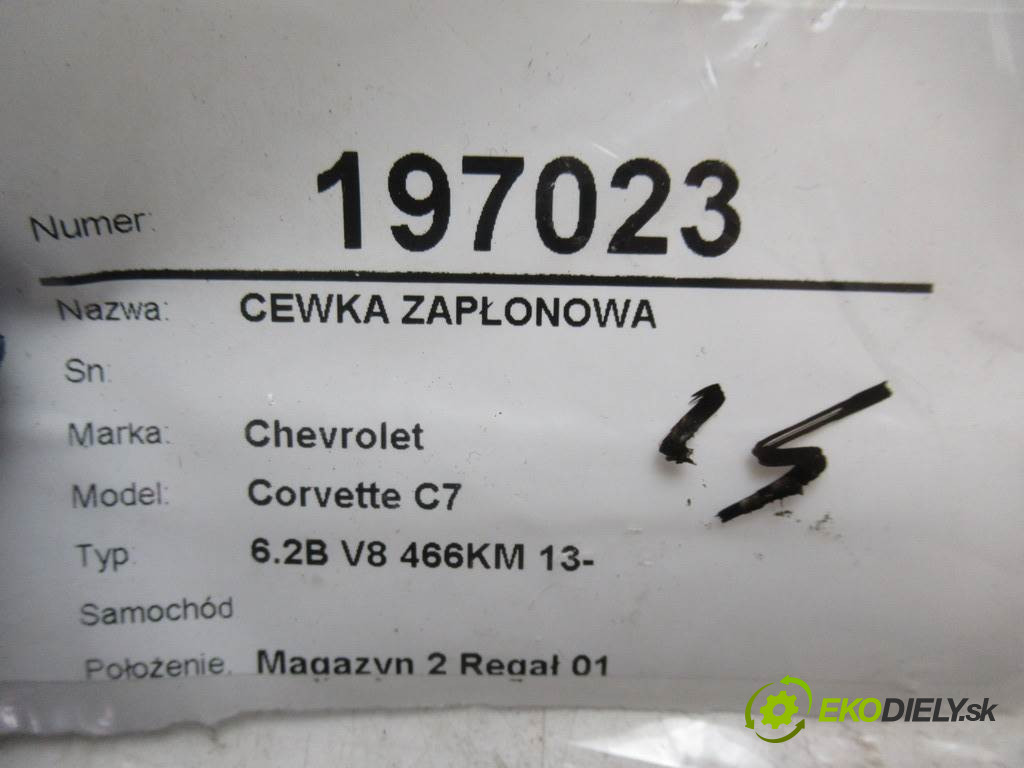 Numer: 197023
Nazwa: CEWKA ZAPŁONOWA
Sn:
Marka: Chevrolet
Model: Corvette C7
Typ: 6.2B V8 466KM 13-
Samochód
Położenie. Magazyn 2 Regał 01
'5
EKODIELY.sk